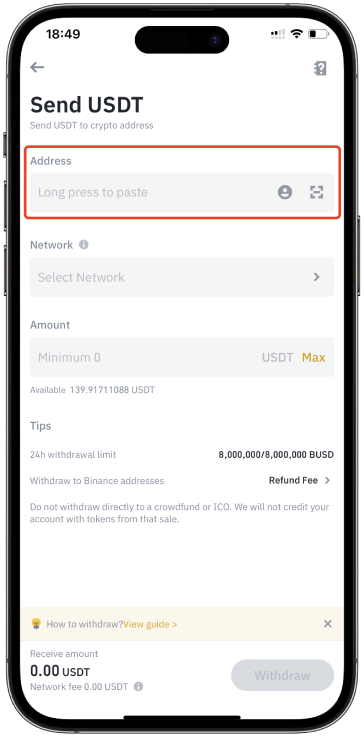 18:49
Send USDT
Send USDT to crypto address
Address
Long press to paste
Network
Select Network
Amount
Minimum 0 USDT Max
Available 139.91711088 USDT
Tips
24h withdrawal limit 8,000,000/8,000,000 BUSD
Withdraw to Binance addresses Refund Fee >
Do not withdraw directly to a crowdfund or ICO. We will not credit your
account with tokens from that sale.
How to withdraw?View guide >
Receive amount
0.00 USDT
Network fee 0.00 USDT
Withdraw